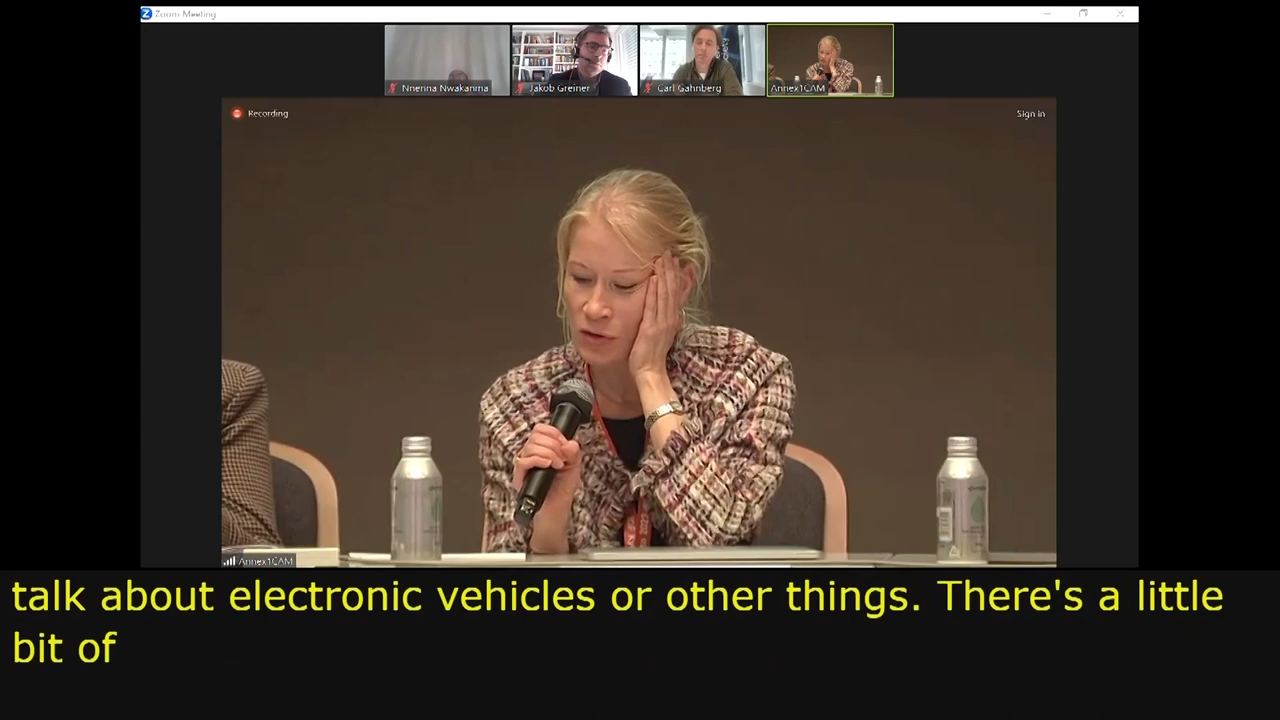 Zoom Meeting
Nnenna Nwakanma
Jakob Greiner
Carl Gahnberg
Annex1CAM
Recording
Sign in
Annex1CAM
talk about electronic vehicles or other things. There's a little
bit of